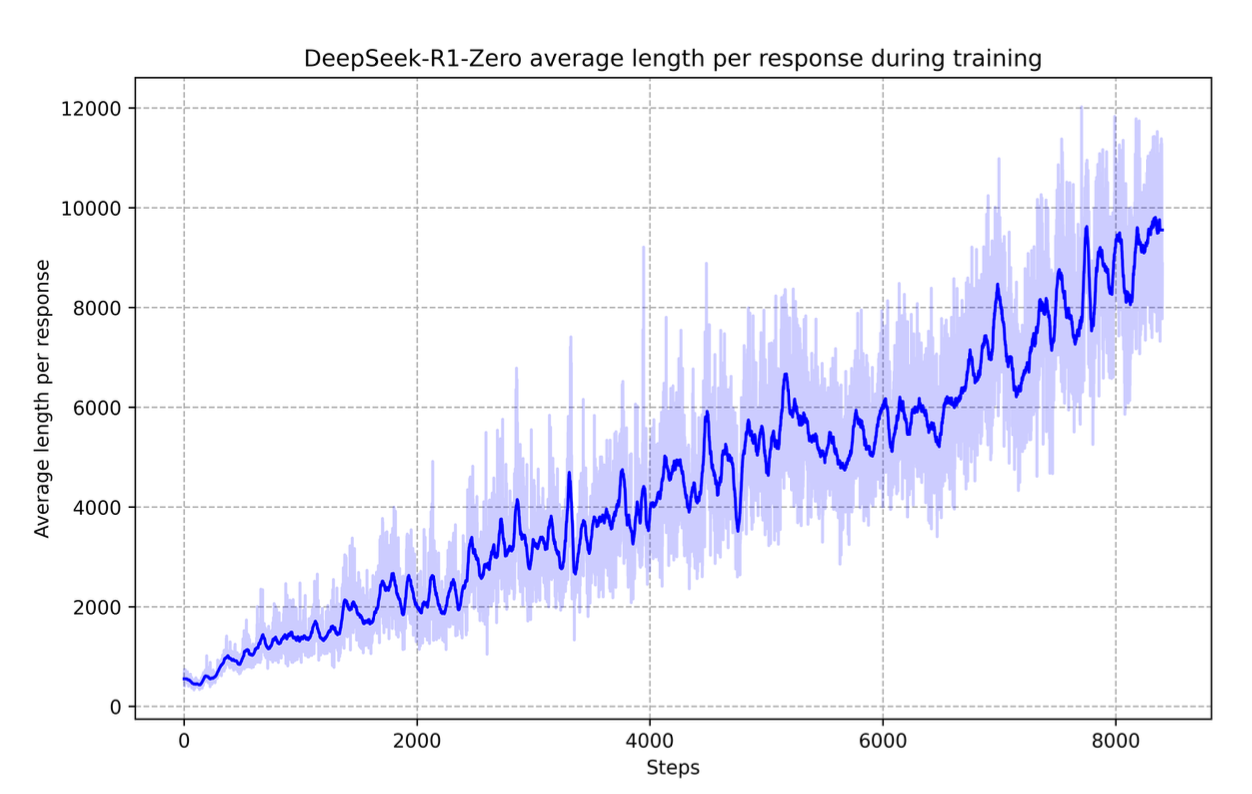 DeepSeek-R1-Zero average length per response during training
12000
10000
8000
6000
4000
2000
0
Average length per response
0 2000 4000 6000 8000
Steps